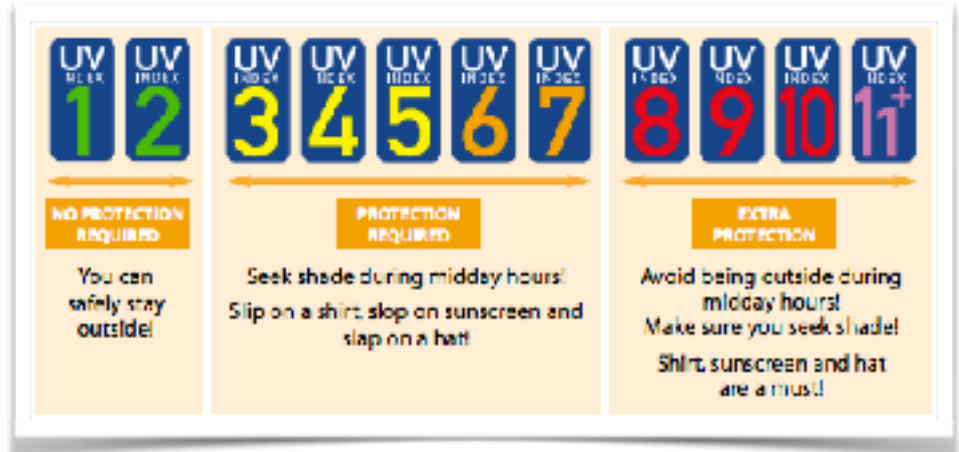 UV INDEX 1
UV INDEX 2
UV INDEX 3
UV INDEX 4
UV INDEX 5
UV INDEX 6
UV INDEX 7
UV INDEX 8
UV INDEX 9
UV INDEX 10
UV INDEX 11+
NO PROTECTION
REQUIRED
You can
safely stay
outside!
PROTECTION
REQUIRED
Seek shade during midday hours!
Slip on a shirt, slop on sunscreen and
slap on a hat!
EXTRA
PROTECTION
Avoid being outside during
midday hours!
Make sure you seek shade!
Shirt, sunscreen and hat
are a must!